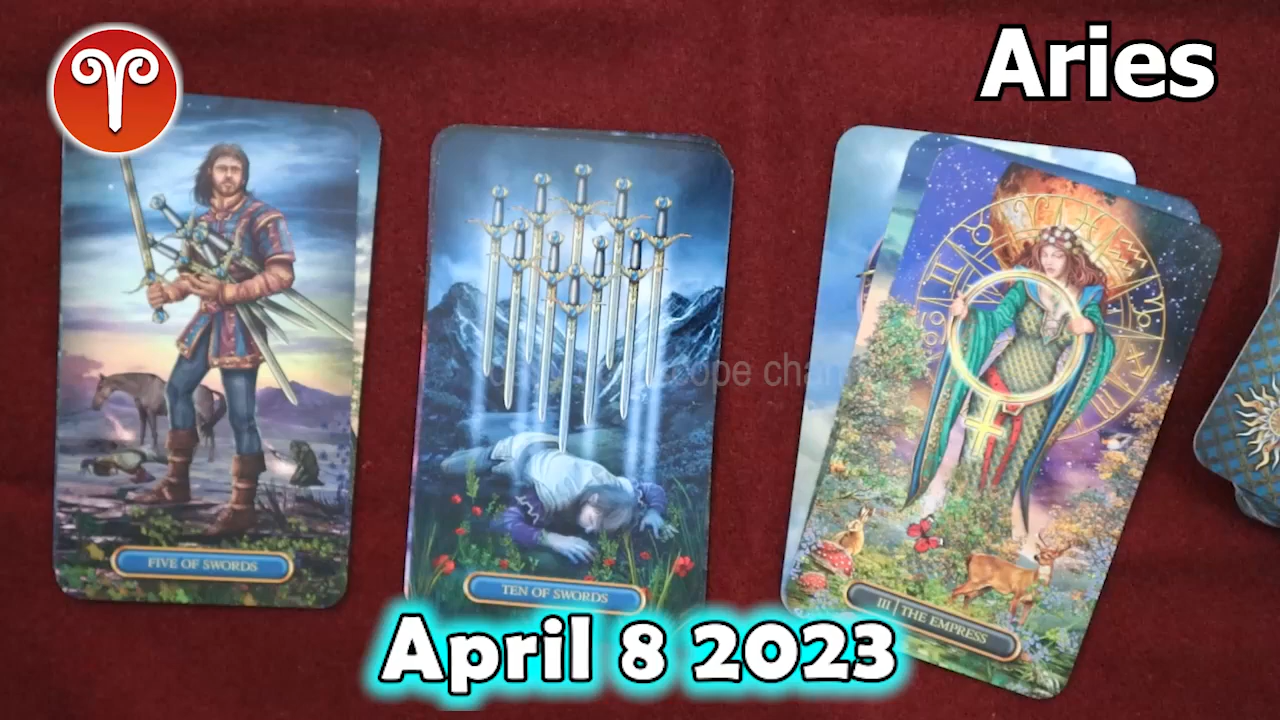 Aries
FIVE OF SWORDS
TEN OF SWORDS
III | THE EMPRESS
April 8 2023